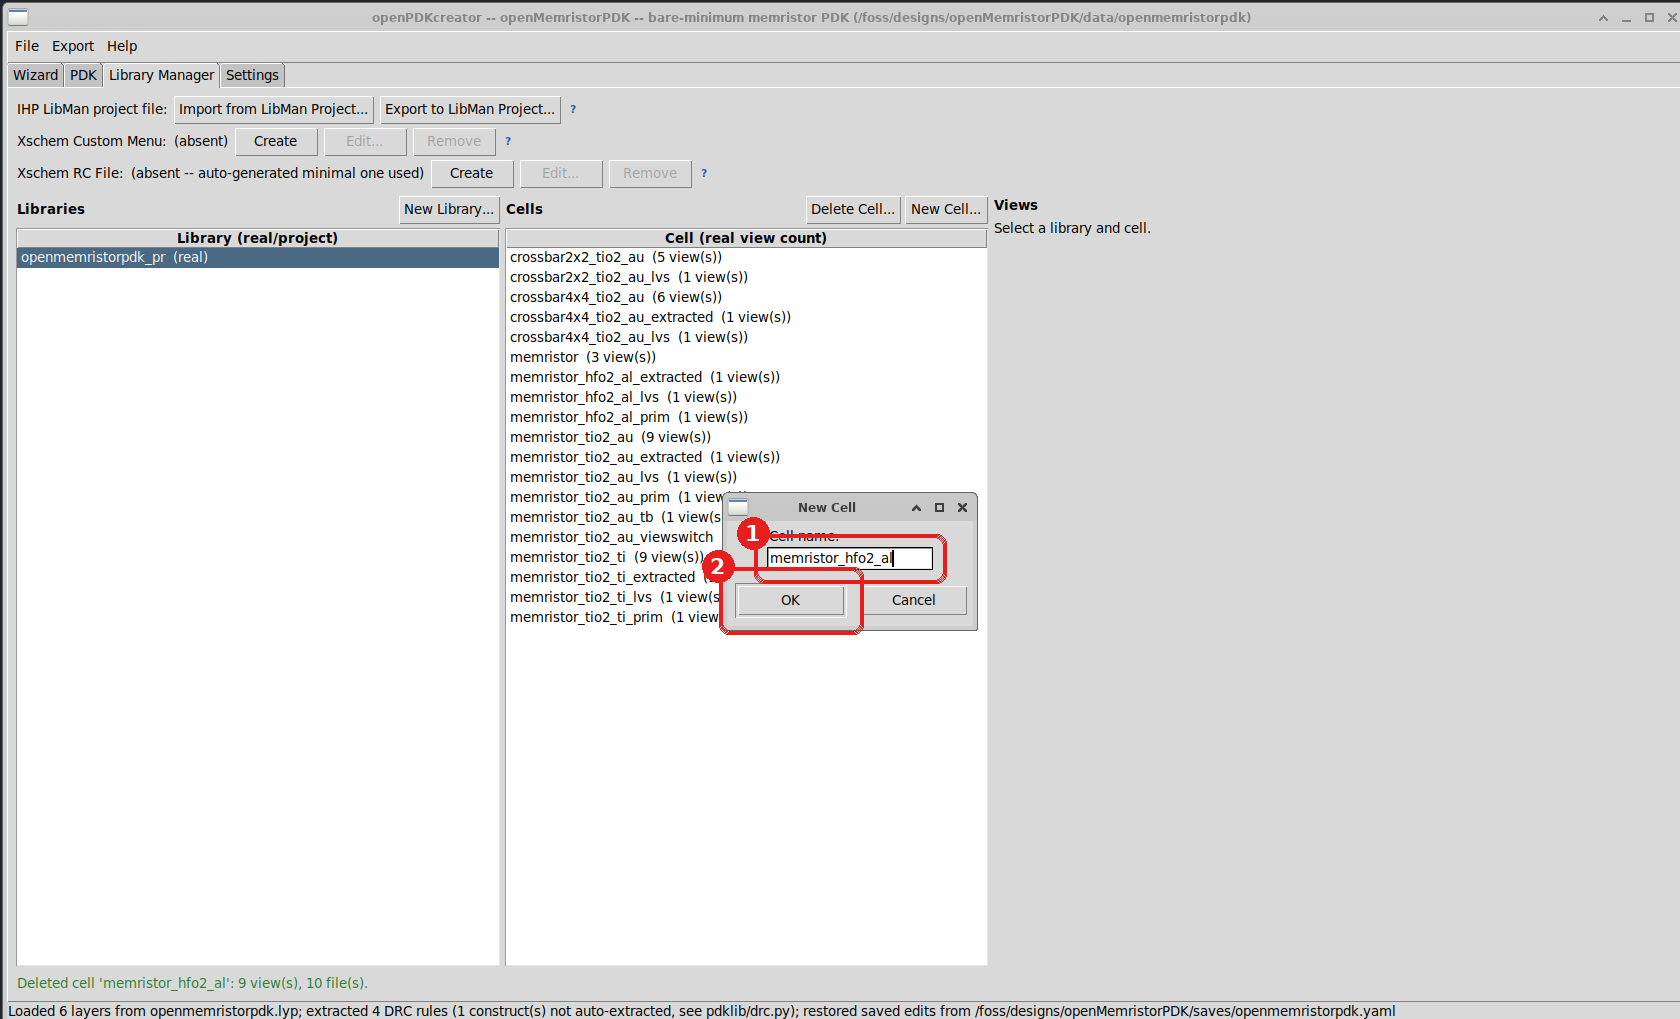 openPDKcreator -- openMemristorPDK -- bare-minimum memristor PDK (/foss/designs/openMemristorPDK/data/openmemristorpdk)
File Export Help
Wizard PDK Library Manager Settings
IHP LibMan project file: Import from LibMan Project... Export to LibMan Project... ?
Xschem Custom Menu: (absent) Create Edit... Remove ?
Xschem RC File: (absent -- auto-generated minimal one used) Create Edit... Remove ?
Libraries New Library... Cells Delete Cell... New Cell... Views
Select a library and cell.
Library (real/project)
openmemristorpdk_pr (real)
Cell (real view count)
crossbar2x2_tio2_au (5 view(s))
crossbar2x2_tio2_au_lvs (1 view(s))
crossbar4x4_tio2_au (6 view(s))
crossbar4x4_tio2_au_extracted (1 view(s))
crossbar4x4_tio2_au_lvs (1 view(s))
memristor (3 view(s))
memristor_hfo2_al_extracted (1 view(s))
memristor_hfo2_al_lvs (1 view(s))
memristor_hfo2_al_prim (1 view(s))
memristor_tio2_au (9 view(s))
memristor_tio2_au_extracted (1 view(s))
memristor_tio2_au_lvs (1 view(s))
memristor_tio2_au_prim (1 view
memristor_tio2_au_tb (1 view(s
memristor_tio2_au_viewswitch
memristor_tio2_ti (9 view(s))
memristor_tio2_ti_extracted (
memristor_tio2_ti_lvs (1 view(s
memristor_tio2_ti_prim (1 view
New Cell
1 Cell name:
memristor_hfo2_al
2
OK Cancel
Deleted cell 'memristor_hfo2_al': 9 view(s), 10 file(s).
Loaded 6 layers from openmemristorpdk.lyp; extracted 4 DRC rules (1 construct(s) not auto-extracted, see pdklib/drc.py); restored saved edits from /foss/designs/openMemristorPDK/saves/openmemristorpdk.yaml